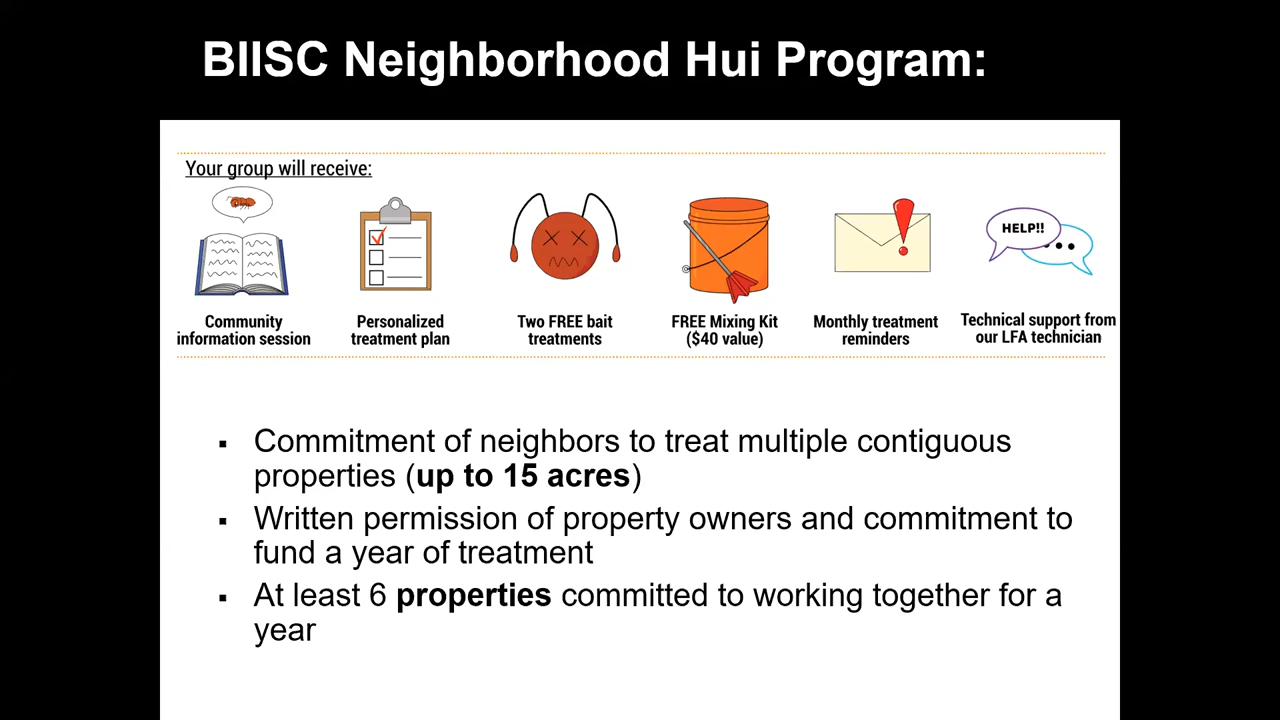 BIISC Neighborhood Hui Program:
Your group will receive:
HELP!!
Community
information session
Personalized
treatment plan
Two FREE bait
treatments
FREE Mixing Kit
($40 value)
Monthly treatment
reminders
Technical support from
our LFA technician
▪ Commitment of neighbors to treat multiple contiguous
properties (up to 15 acres)
▪ Written permission of property owners and commitment to
fund a year of treatment
▪ At least 6 properties committed to working together for a
year